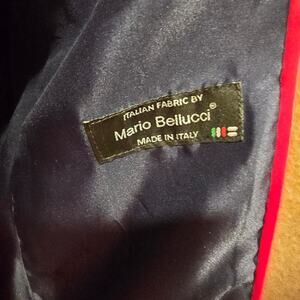 ITALIAN FABRIC BY
Mario Bellucci®
MADE IN ITALY